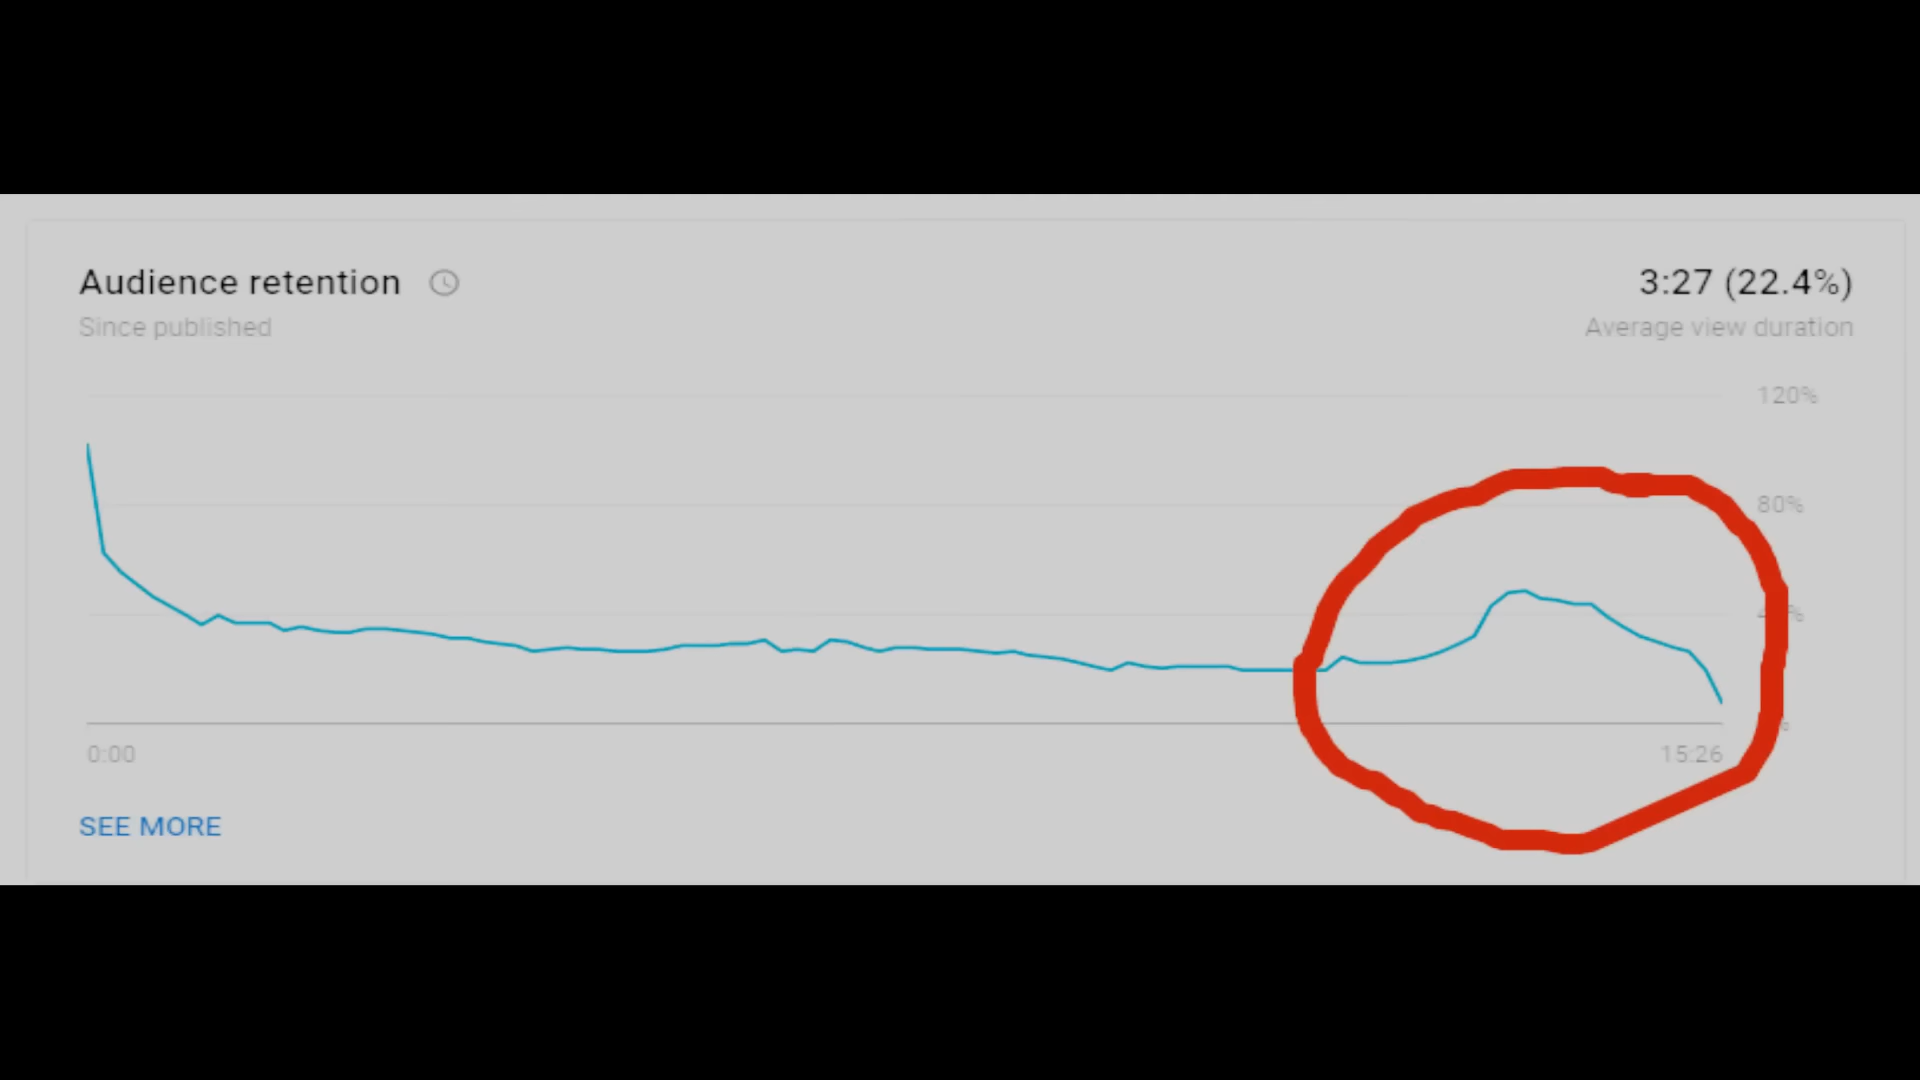 Audience retention
3:27 (22.4%)
Since published
Average view duration
120%
80%
0:00
15:26
SEE MORE